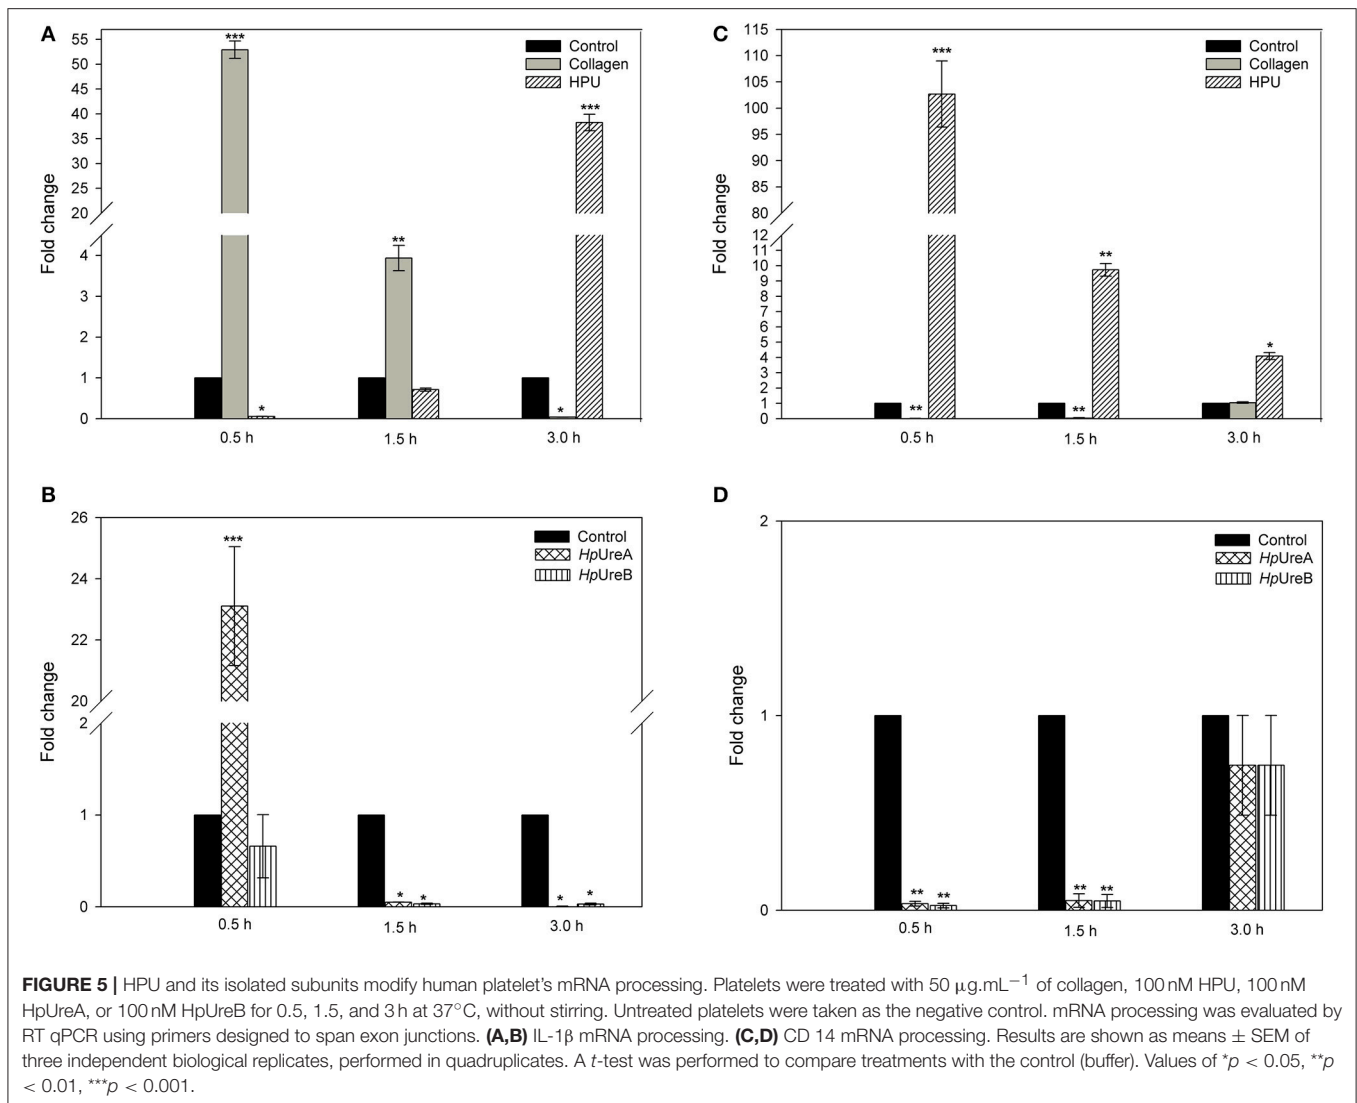 A
55
50
45
40
35
30
25
20
4
3
2
1
0
Fold change
***
*
**
*
***
Control
Collagen
HPU
0.5 h
1.5 h
3.0 h
C
115
110
105
100
95
90
85
80
12
11
10
9
8
7
6
5
4
3
2
1
0
Fold change
**
***
**
**
*
Control
Collagen
HPU
0.5 h
1.5 h
3.0 h
B
26
24
22
20
2
1
0
Fold change
***
*
*
*
*
Control
HpUreA
HpUreB
0.5 h
1.5 h
3.0 h
D
2
1
0
Fold change
**
**
**
**
Control
HpUreA
HpUreB
0.5 h
1.5 h
3.0 h
FIGURE 5 | HPU and its isolated subunits modify human platelet's mRNA processing. Platelets were treated with 50 μg.mL−1 of collagen, 100 nM HPU, 100 nM
HpUreA, or 100 nM HpUreB for 0.5, 1.5, and 3 h at 37°C, without stirring. Untreated platelets were taken as the negative control. mRNA processing was evaluated by
RT qPCR using primers designed to span exon junctions. (A,B) IL-1β mRNA processing. (C,D) CD 14 mRNA processing. Results are shown as means ± SEM of
three independent biological replicates, performed in quadruplicates. A t-test was performed to compare treatments with the control (buffer). Values of *p < 0.05, **p
< 0.01, ***p < 0.001.